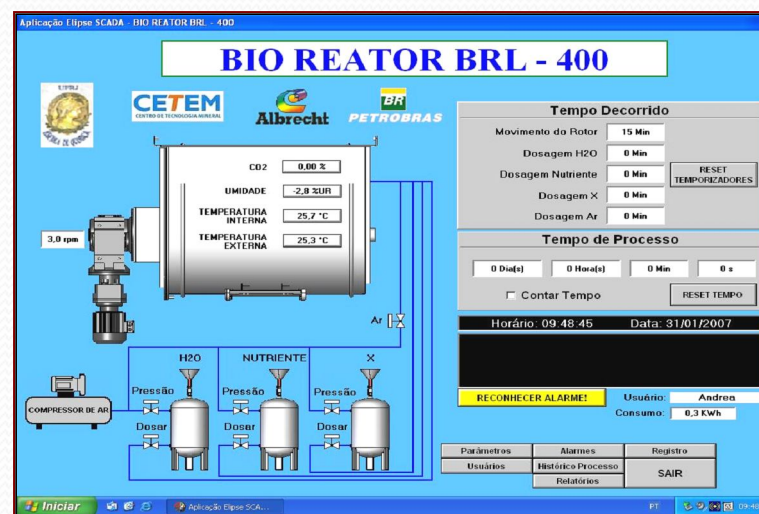 Aplicação Elipse SCADA - BIO REATOR BRL - 400
BIO REATOR BRL - 400
CETEM
CENTRO DE TECNOLOGIA MINERAL
Albrecht
BR
PETROBRAS
CO2 0,00 %
UMIDADE -2,8 %UR
TEMPERATURA INTERNA 25,7 °C
TEMPERATURA EXTERNA 25,3 °C
3,0 rpm
Ar
H2O NUTRIENTE X
Pressão Pressão Pressão
COMPRESSOR DE AR
Dosar Dosar Dosar
Tempo Decorrido
Movimento do Rotor 15 Min
Dosagem H2O 0 Min
Dosagem Nutriente 0 Min
RESET TEMPORIZADORES
Dosagem X 0 Min
Dosagem Ar 0 Min
Tempo de Processo
0 Dia(s) 0 Hora(s) 0 Min 0 s
Contar Tempo RESET TEMPO
Horário: 09:48:45 Data: 31/01/2007
RECONHECER ALARME! Usuário: Andrea
Consumo: 0,3 KWh
Parâmetros Alarmes Registro
Usuários Histórico Processo SAIR
Relatórios
Iniciar Aplicação Elipse SCA... PT 09:48